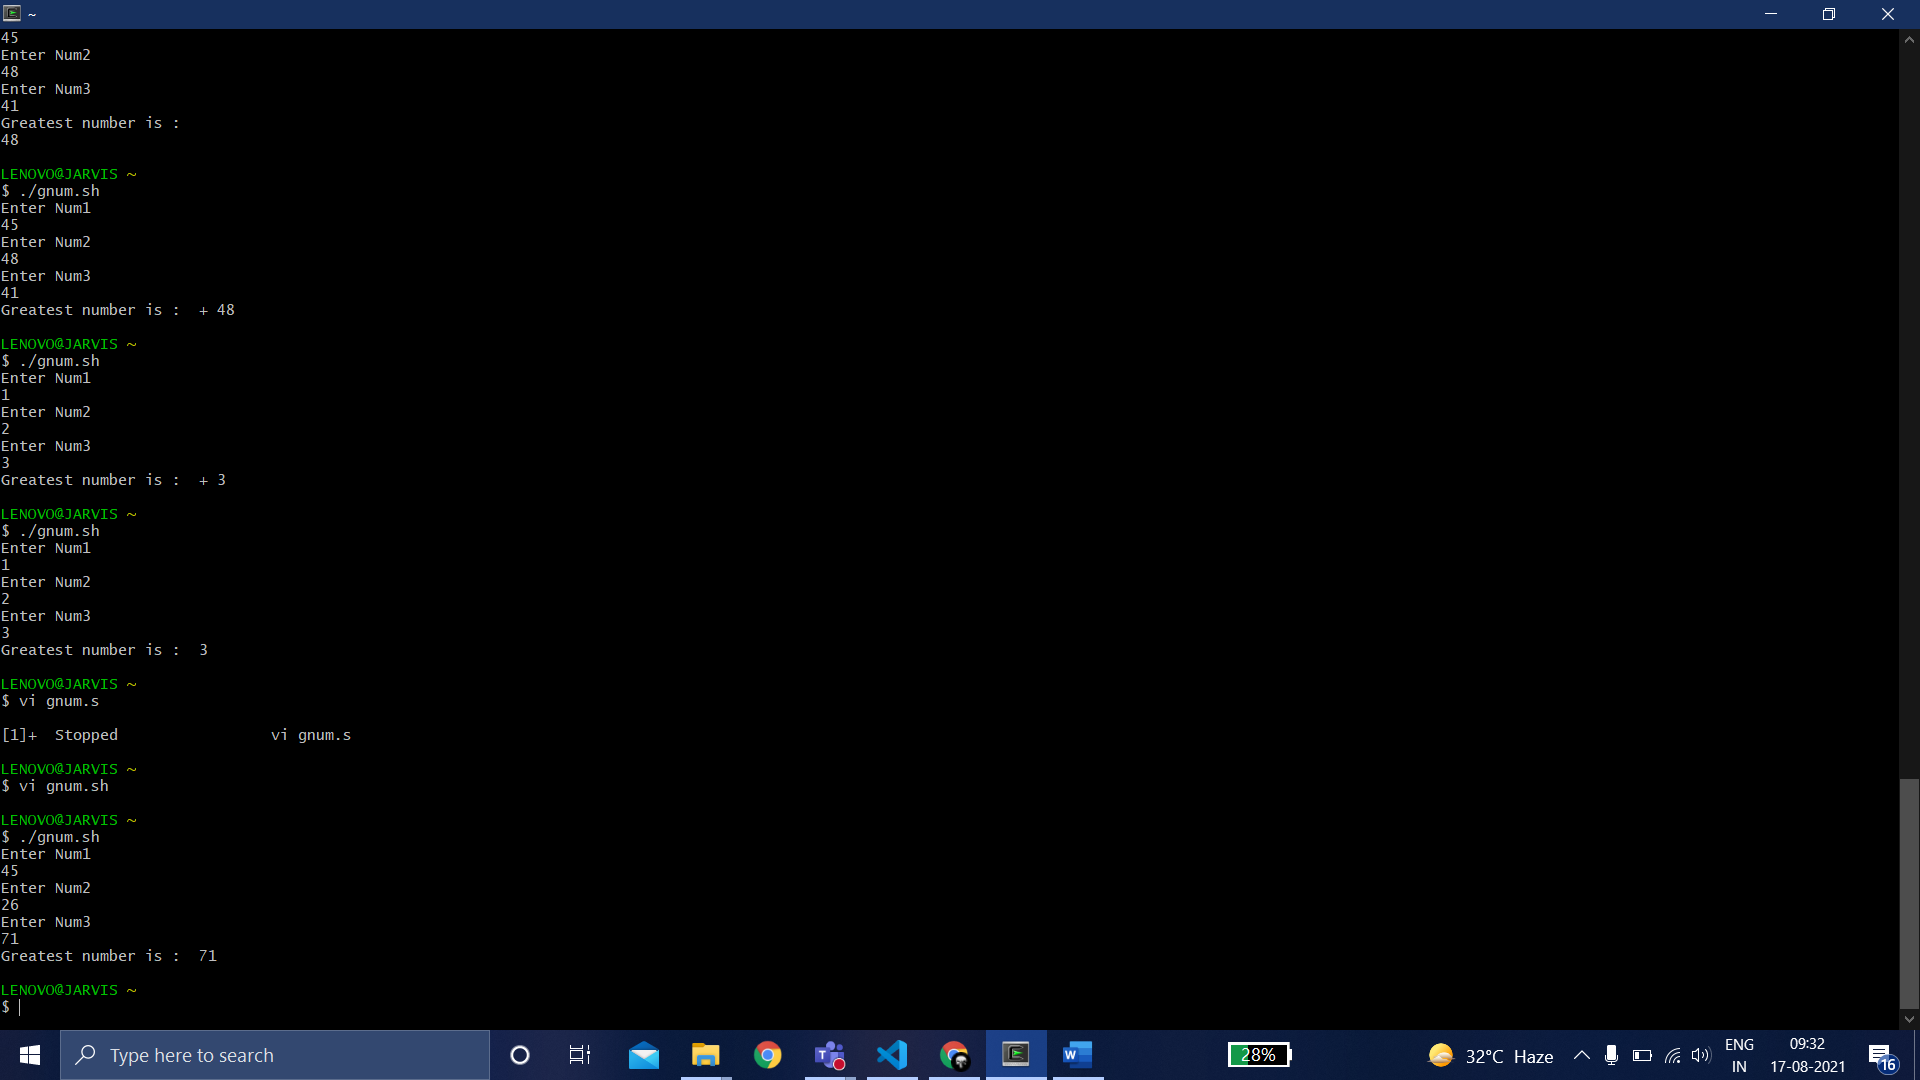 ~
45
Enter Num2
48
Enter Num3
41
Greatest number is :
48
LENOVO@JARVIS ~
$ ./gnum.sh
Enter Num1
45
Enter Num2
48
Enter Num3
41
Greatest number is :  + 48
LENOVO@JARVIS ~
$ ./gnum.sh
Enter Num1
1
Enter Num2
2
Enter Num3
3
Greatest number is :  + 3
LENOVO@JARVIS ~
$ ./gnum.sh
Enter Num1
1
Enter Num2
2
Enter Num3
3
Greatest number is :  3
LENOVO@JARVIS ~
$ vi gnum.s
[1]+  Stopped                 vi gnum.s
LENOVO@JARVIS ~
$ vi gnum.sh
LENOVO@JARVIS ~
$ ./gnum.sh
Enter Num1
45
Enter Num2
26
Enter Num3
71
Greatest number is :  71
LENOVO@JARVIS ~
$
Type here to search
28%
32°C Haze
ENG
IN
09:32
17-08-2021
16